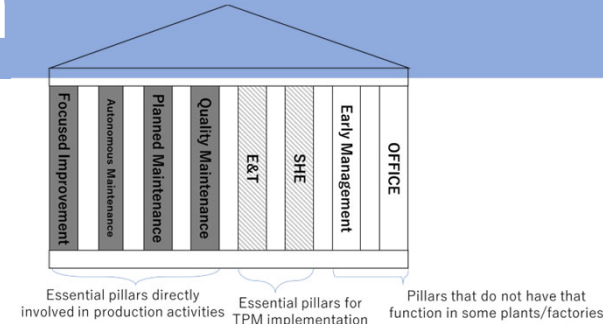 Focused Improvement
Autonomous Maintenance
Planned Maintenance
Quality Maintenance
E&T
SHE
Early Management
OFFICE
Essential pillars directly
involved in production activities
Essential pillars for
TPM implementation
Pillars that do not have that
function in some plants/factories